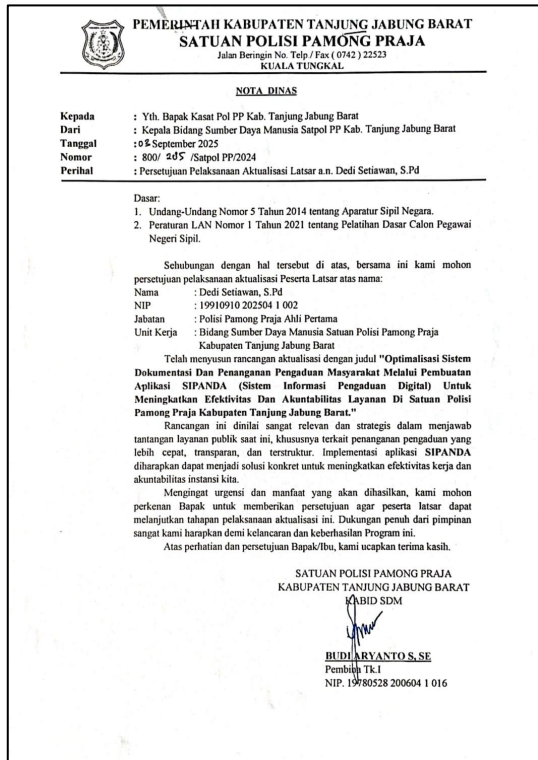 PEMERINTAH KABUPATEN TANJUNG JABUNG BARAT
SATUAN POLISI PAMONG PRAJA
Jalan Beringin No. Telp / Fax ( 0742 ) 22523
KUALA TUNGKAL
NOTA DINAS
Kepada : Yth. Bapak Kasat Pol PP Kab. Tanjung Jabung Barat
Dari : Kepala Bidang Sumber Daya Manusia Satpol PP Kab. Tanjung Jabung Barat
Tanggal : 02 September 2025
Nomor : 800/ 205 /Satpol PP/2024
Perihal : Persetujuan Pelaksanaan Aktualisasi Latsar a.n. Dedi Setiawan, S.Pd
Dasar:
1. Undang-Undang Nomor 5 Tahun 2014 tentang Aparatur Sipil Negara.
2. Peraturan LAN Nomor 1 Tahun 2021 tentang Pelatihan Dasar Calon Pegawai
Negeri Sipil.
Sehubungan dengan hal tersebut di atas, bersama ini kami mohon
persetujuan pelaksanaan aktualisasi Peserta Latsar atas nama:
Nama : Dedi Setiawan, S.Pd
NIP : 19910910 202504 1 002
Jabatan : Polisi Pamong Praja Ahli Pertama
Unit Kerja : Bidang Sumber Daya Manusia Satuan Polisi Pamong Praja
Kabupaten Tanjung Jabung Barat
Telah menyusun rancangan aktualisasi dengan judul "Optimalisasi Sistem
Dokumentasi Dan Penanganan Pengaduan Masyarakat Melalui Pembuatan
Aplikasi SIPANDA (Sistem Informasi Pengaduan Digital) Untuk
Meningkatkan Efektivitas Dan Akuntabilitas Layanan Di Satuan Polisi
Pamong Praja Kabupaten Tanjung Jabung Barat."
Rancangan ini dinilai sangat relevan dan strategis dalam menjawab
tantangan layanan publik saat ini, khususnya terkait penanganan pengaduan yang
lebih cepat, transparan, dan terstruktur. Implementasi aplikasi SIPANDA
diharapkan dapat menjadi solusi konkret untuk meningkatkan efektivitas kerja dan
akuntabilitas instansi kita.
Mengingat urgensi dan manfaat yang akan dihasilkan, kami mohon
perkenan Bapak untuk memberikan persetujuan agar peserta latsar dapat
melanjutkan tahapan pelaksanaan aktualisasi ini. Dukungan penuh dari pimpinan
sangat kami harapkan demi kelancaran dan keberhasilan Program ini.
Atas perhatian dan persetujuan Bapak/Ibu, kami ucapkan terima kasih.
SATUAN POLISI PAMONG PRAJA
KABUPATEN TANJUNG JABUNG BARAT
KABID SDM
BUDI ARYANTO S, SE
Pembina Tk.I
NIP. 19780528 200604 1 016